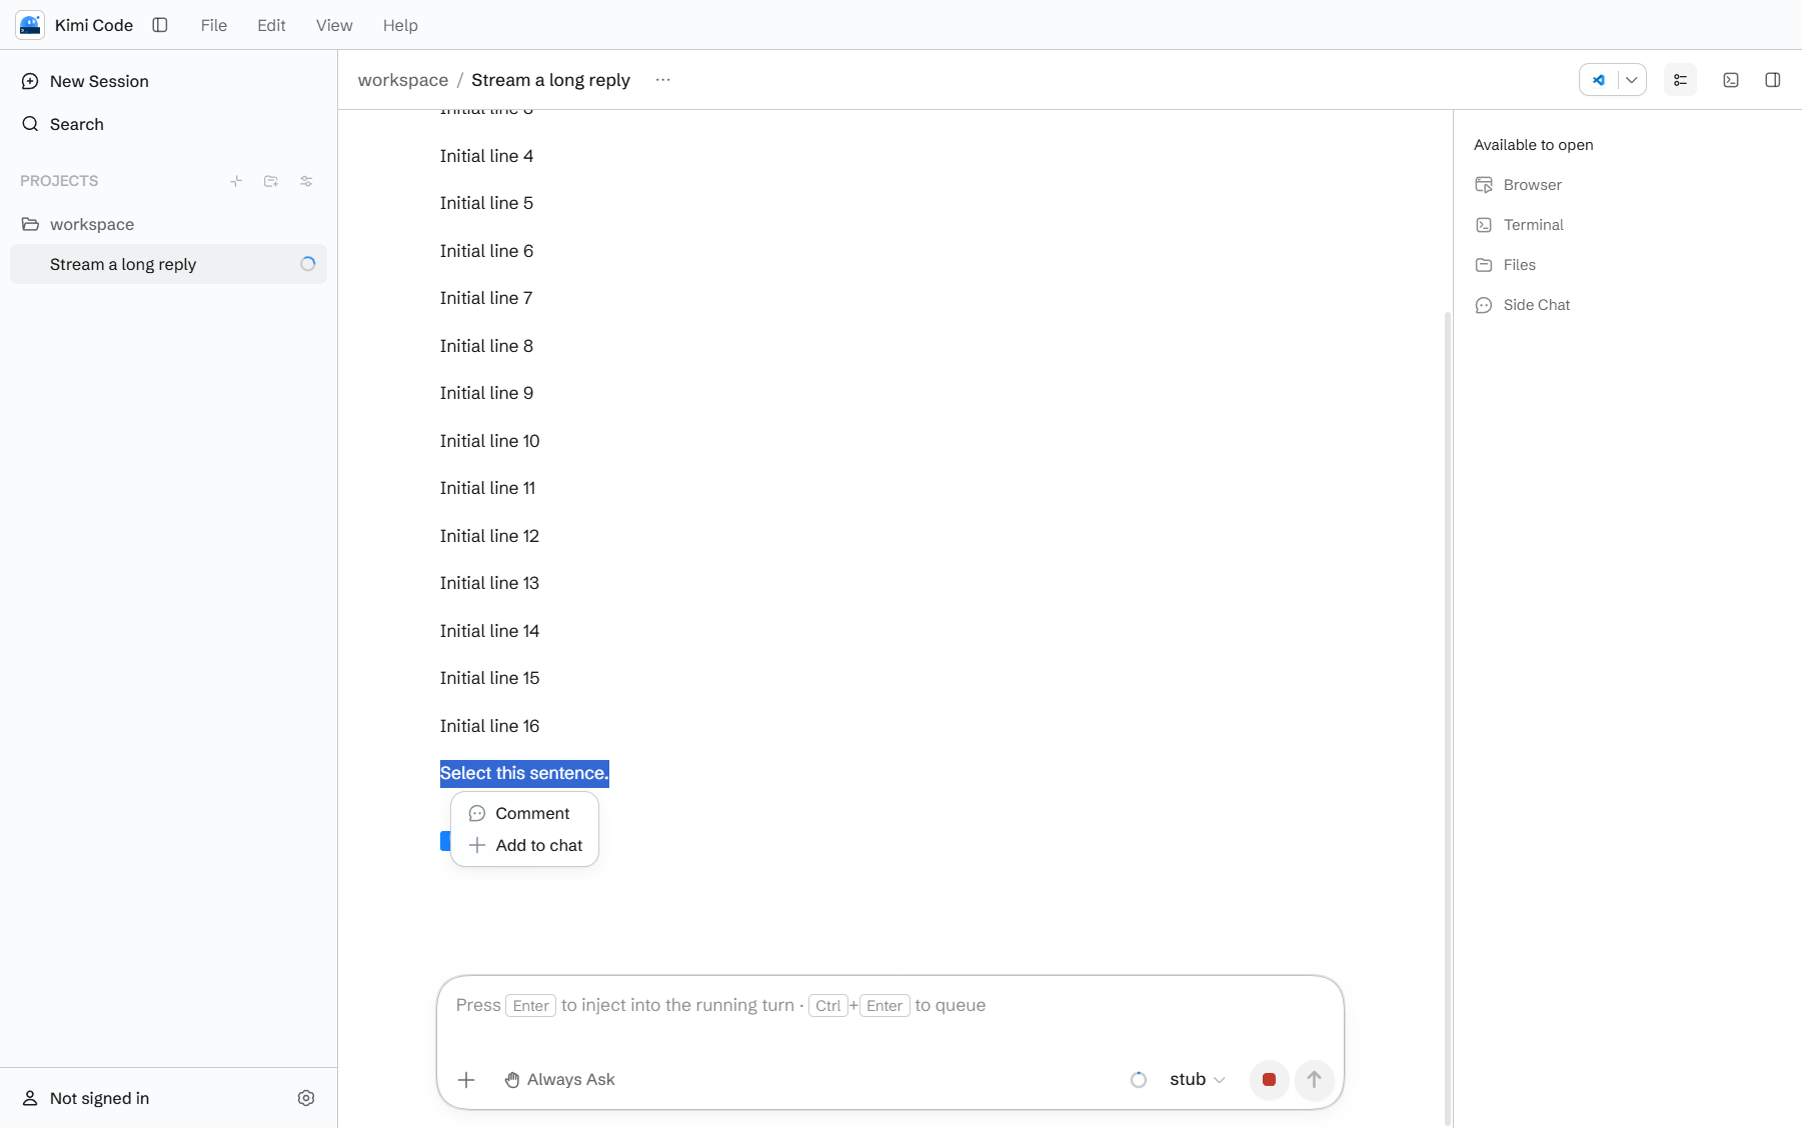 Kimi Code
File
Edit
View
Help
New Session
Search
PROJECTS
workspace
Stream a long reply
Not signed in
workspace / Stream a long reply
Initial line 4
Initial line 5
Initial line 6
Initial line 7
Initial line 8
Initial line 9
Initial line 10
Initial line 11
Initial line 12
Initial line 13
Initial line 14
Initial line 15
Initial line 16
Select this sentence.
Comment
Add to chat
Press Enter to inject into the running turn · Ctrl+Enter to queue
Always Ask
stub
Available to open
Browser
Terminal
Files
Side Chat